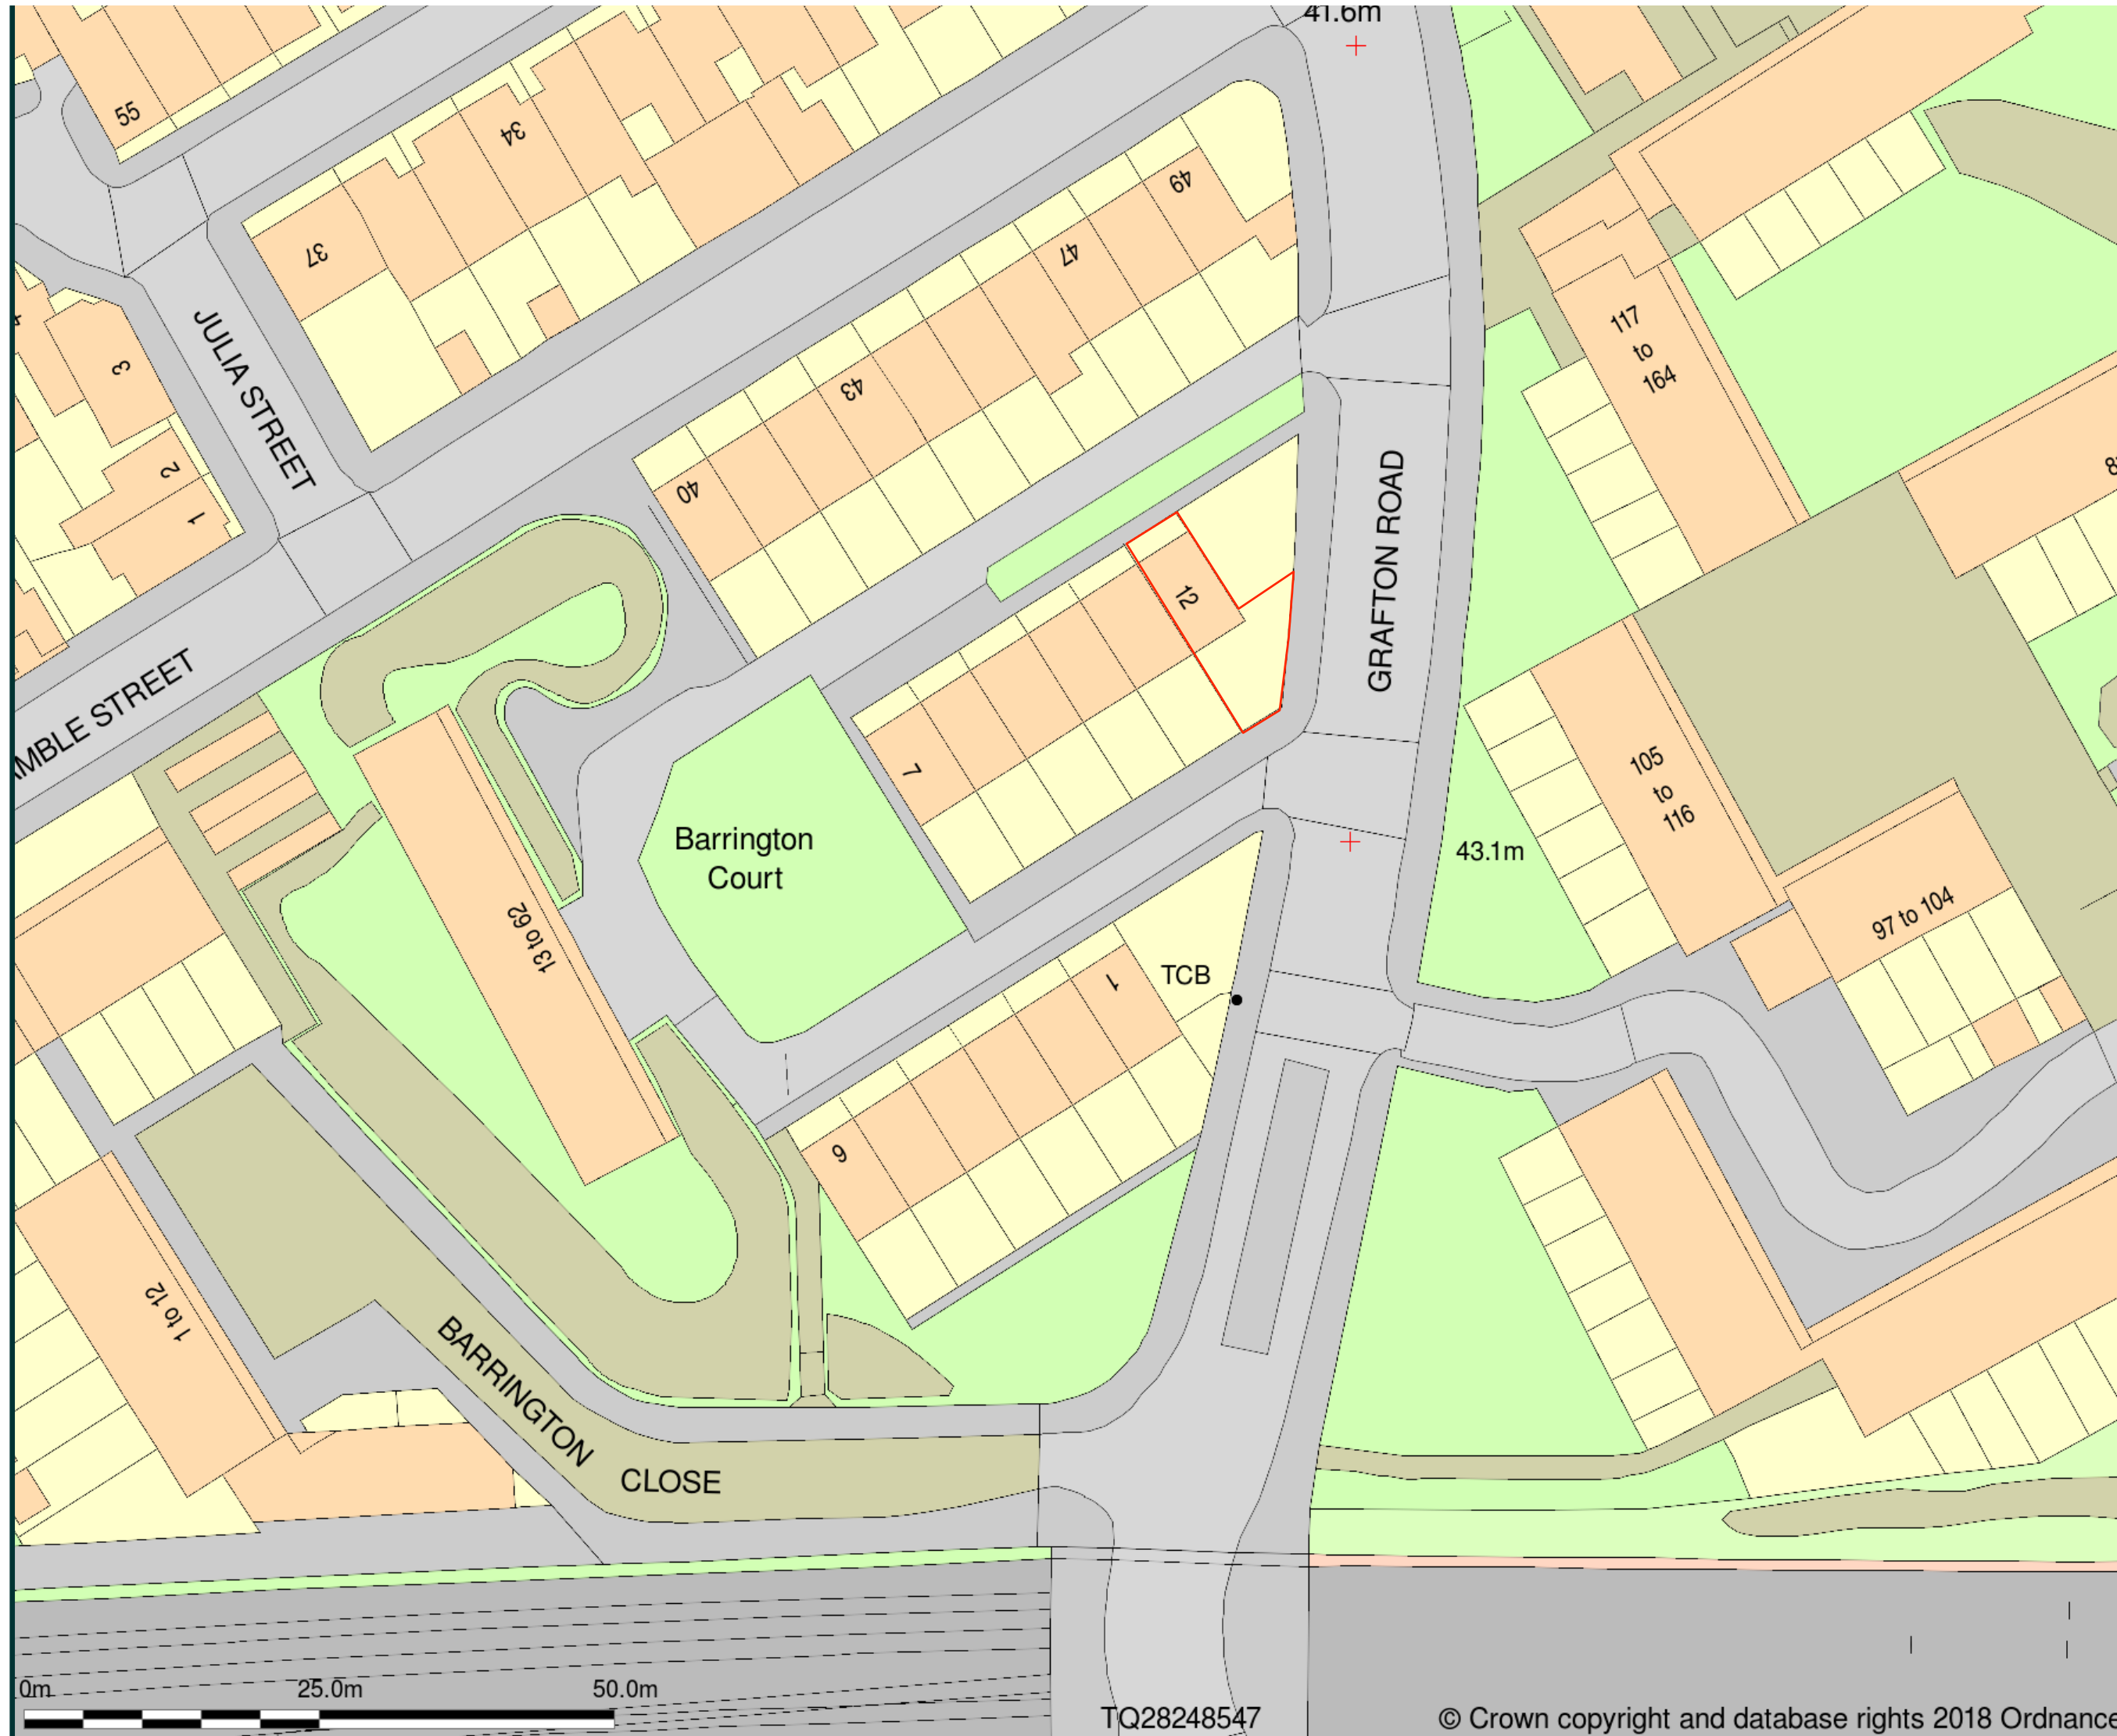 41.6m
55
34
49
37
47
117
to
164
JULIA STREET
3
43
2
40
1
GRAFTON ROAD
12
AMBLE STREET
7
105
to
116
Barrington
Court
43.1m
13 to 62
97 to 104
1
TCB
6
1 to 12
BARRINGTON
CLOSE
0m
25.0m
50.0m
TQ28248547
© Crown copyright and database rights 2018 Ordnance